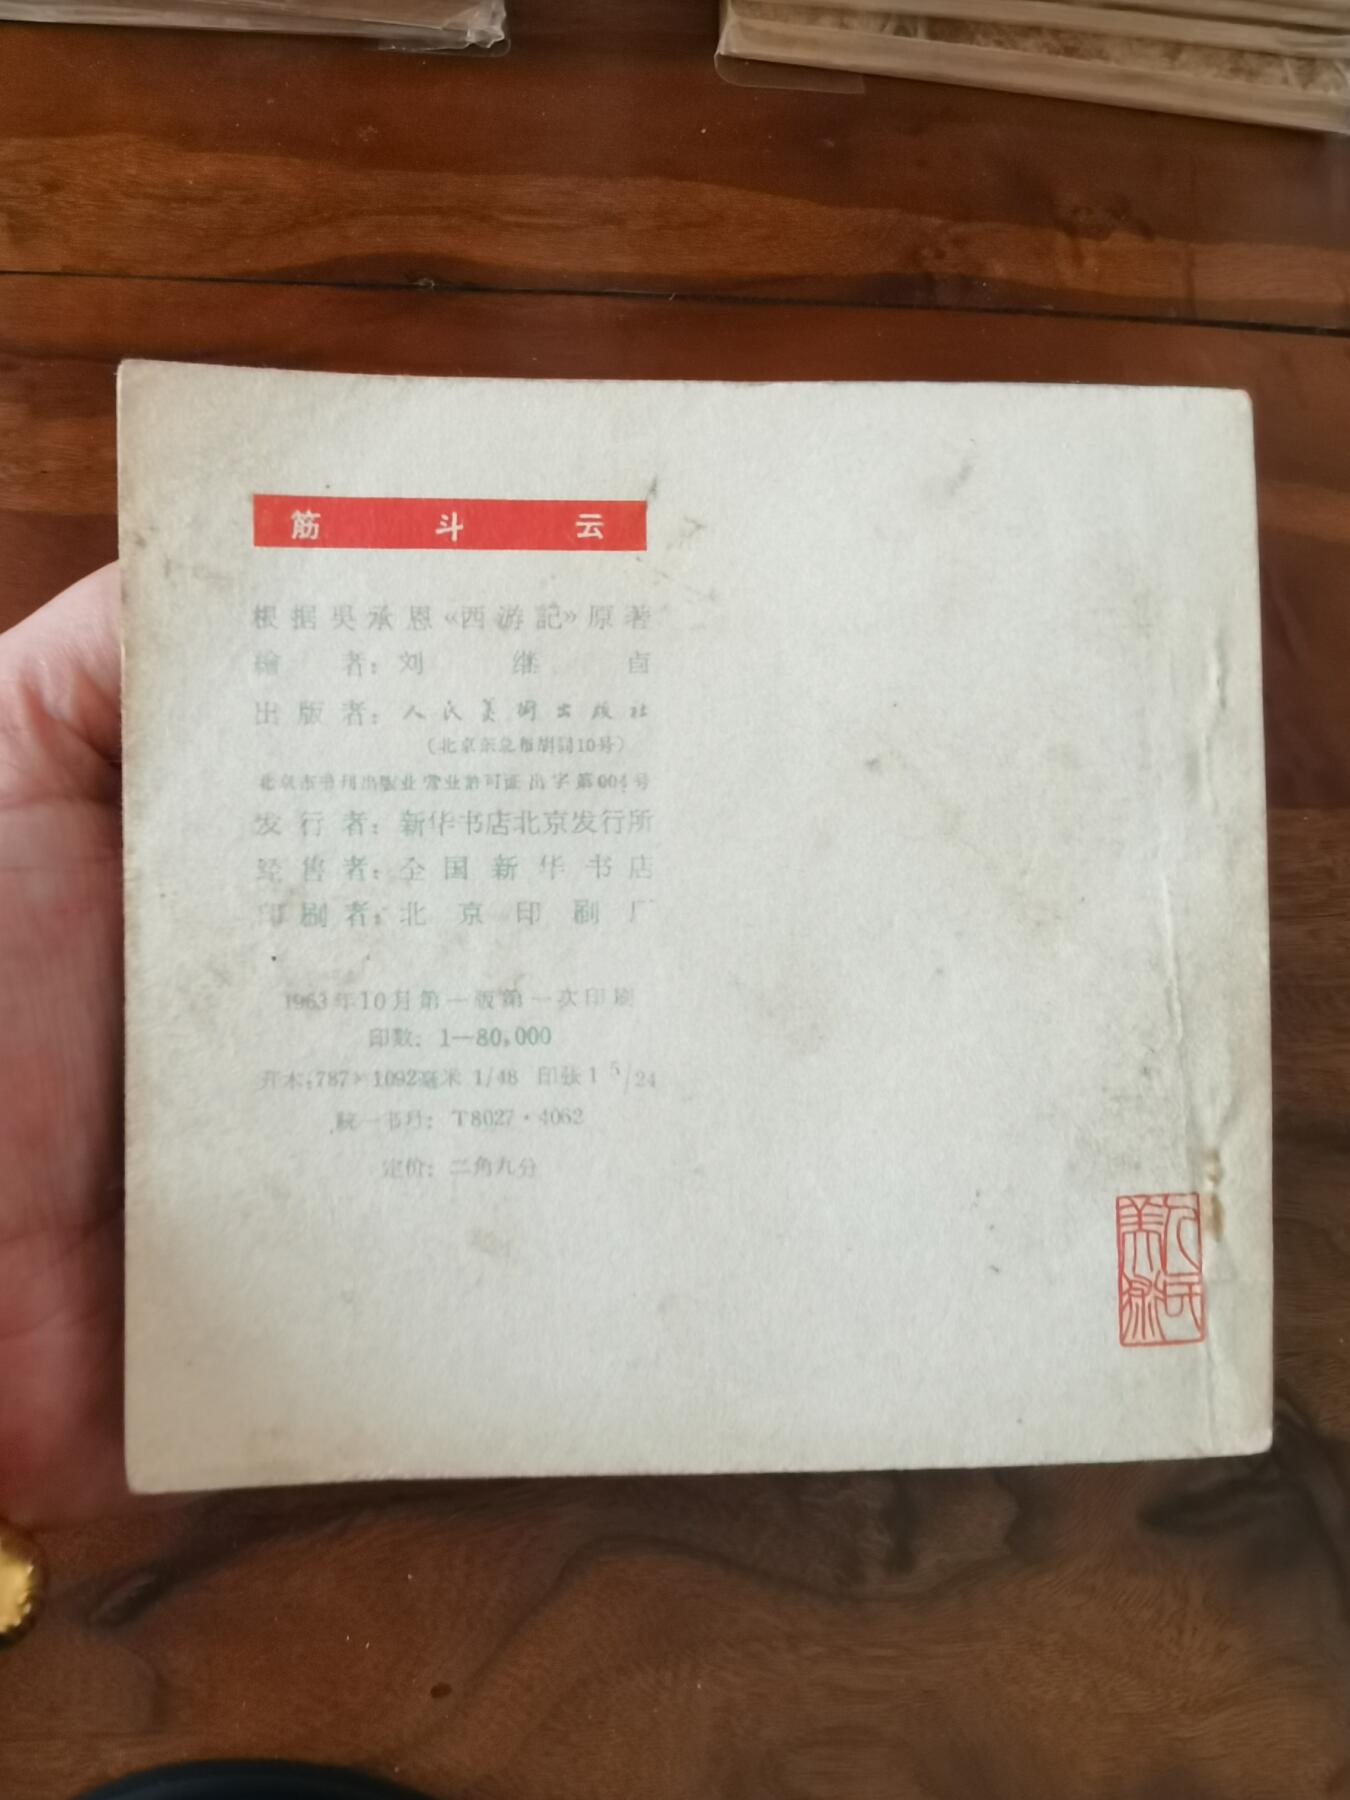 筋斗云
根据吴承恩《西游記》原著
繪者：刘继卣
出版者：人民美術出版社
（北京东总布胡同10号）
北京市书刊出版业营业許可証出字第004号
发行者：新华书店北京发行所
经售者：全国新华书店
印刷者：北京印刷厂
1963年10月第一版第一次印刷
印数：1—80,000
开本：787×1092毫米 1/48 印张1 5/24
統一书号：T8027·4062
定价：二角九分
人民美術